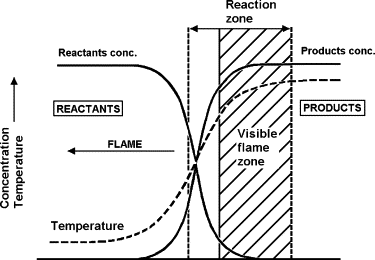 Reaction
zone
Reactants conc.
Products conc.
REACTANTS
PRODUCTS
FLAME
Visible
flame
zone
Temperature
Concentration
Temperature